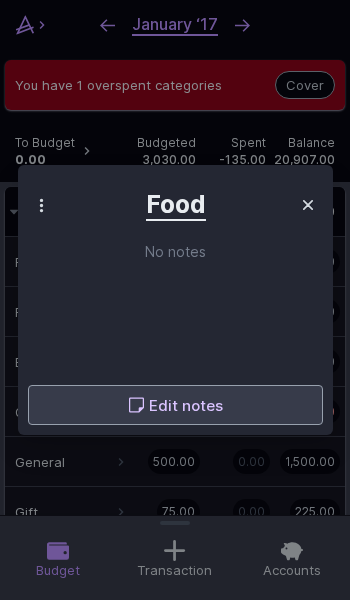 January ‘17
You have 1 overspent categories
Cover
To Budget
0.00
Budgeted
3,030.00
Spent
-135.00
Balance
20,907.00
Food
No notes
Edit notes
General 500.00 0.00 1,500.00
Gift 75.00 0.00 225.00
Budget
Transaction
Accounts